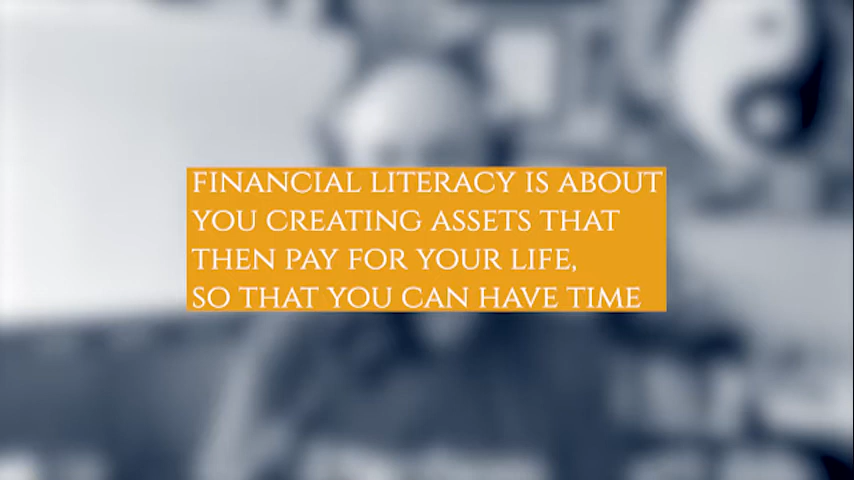 FINANCIAL LITERACY IS ABOUT
YOU CREATING ASSETS THAT
THEN PAY FOR YOUR LIFE,
SO THAT YOU CAN HAVE TIME